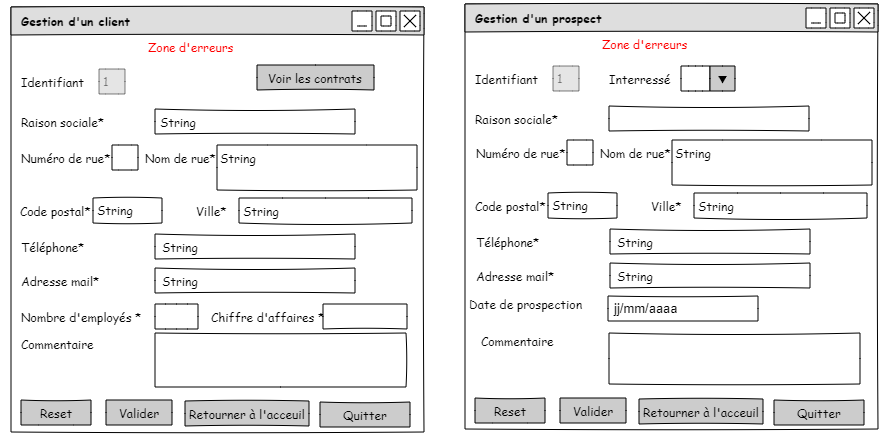 Gestion d'un client
Zone d'erreurs
Identifiant 1 Voir les contrats
Raison sociale* String
Numéro de rue* Nom de rue* String
Code postal* String Ville* String
Téléphone* String
Adresse mail* String
Nombre d'employés * Chiffre d'affaires *
Commentaire
Reset Valider Retourner à l'acceuil Quitter
Gestion d'un prospect
Zone d'erreurs
Identifiant 1 Interressé
Raison sociale*
Numéro de rue* Nom de rue* String
Code postal* String Ville* String
Téléphone* String
Adresse mail* String
Date de prospection jj/mm/aaaa
Commentaire
Reset Valider Retourner à l'acceuil Quitter